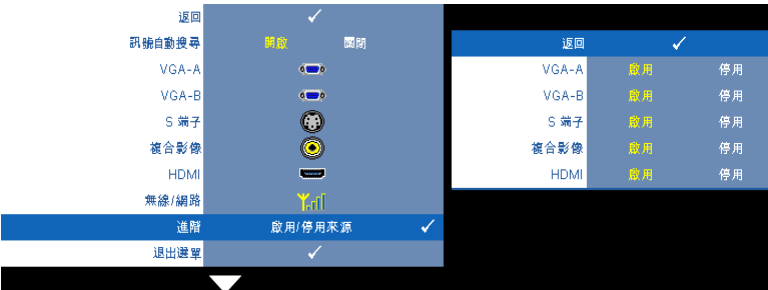 返回
訊號自動搜尋 開啟 關閉
VGA-A
VGA-B
S 端子
複合影像
HDMI
無線/網路
進階 啟用/停用來源
退出選單
返回
VGA-A 啟用 停用
VGA-B 啟用 停用
S 端子 啟用 停用
複合影像 啟用 停用
HDMI 啟用 停用